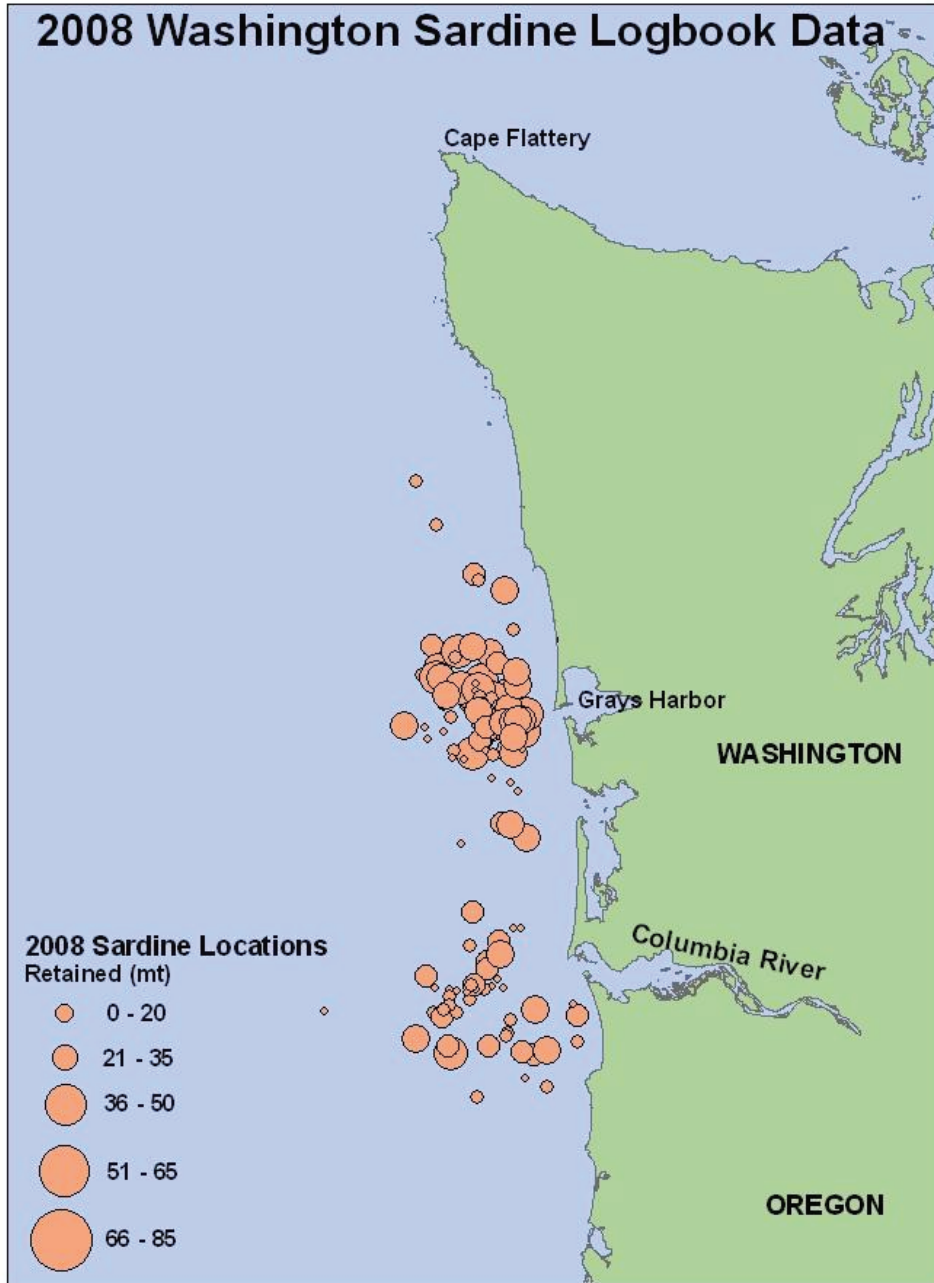 2008 Washington Sardine Logbook Data
Cape Flattery
Grays Harbor
WASHINGTON
Columbia River
2008 Sardine Locations
Retained (mt)
0 - 20
21 - 35
36 - 50
51 - 65
66 - 85
OREGON